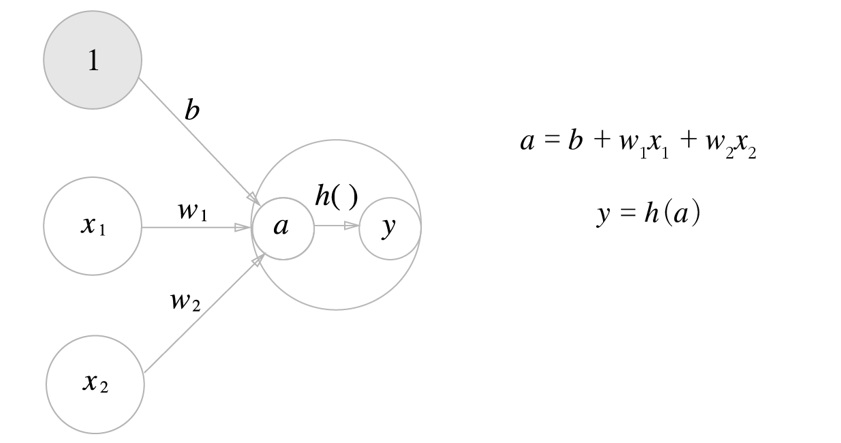 1
b
x₁
w₁
a
h( )
y
w₂
x₂
a = b + w₁x₁ + w₂x₂
y = h(a)